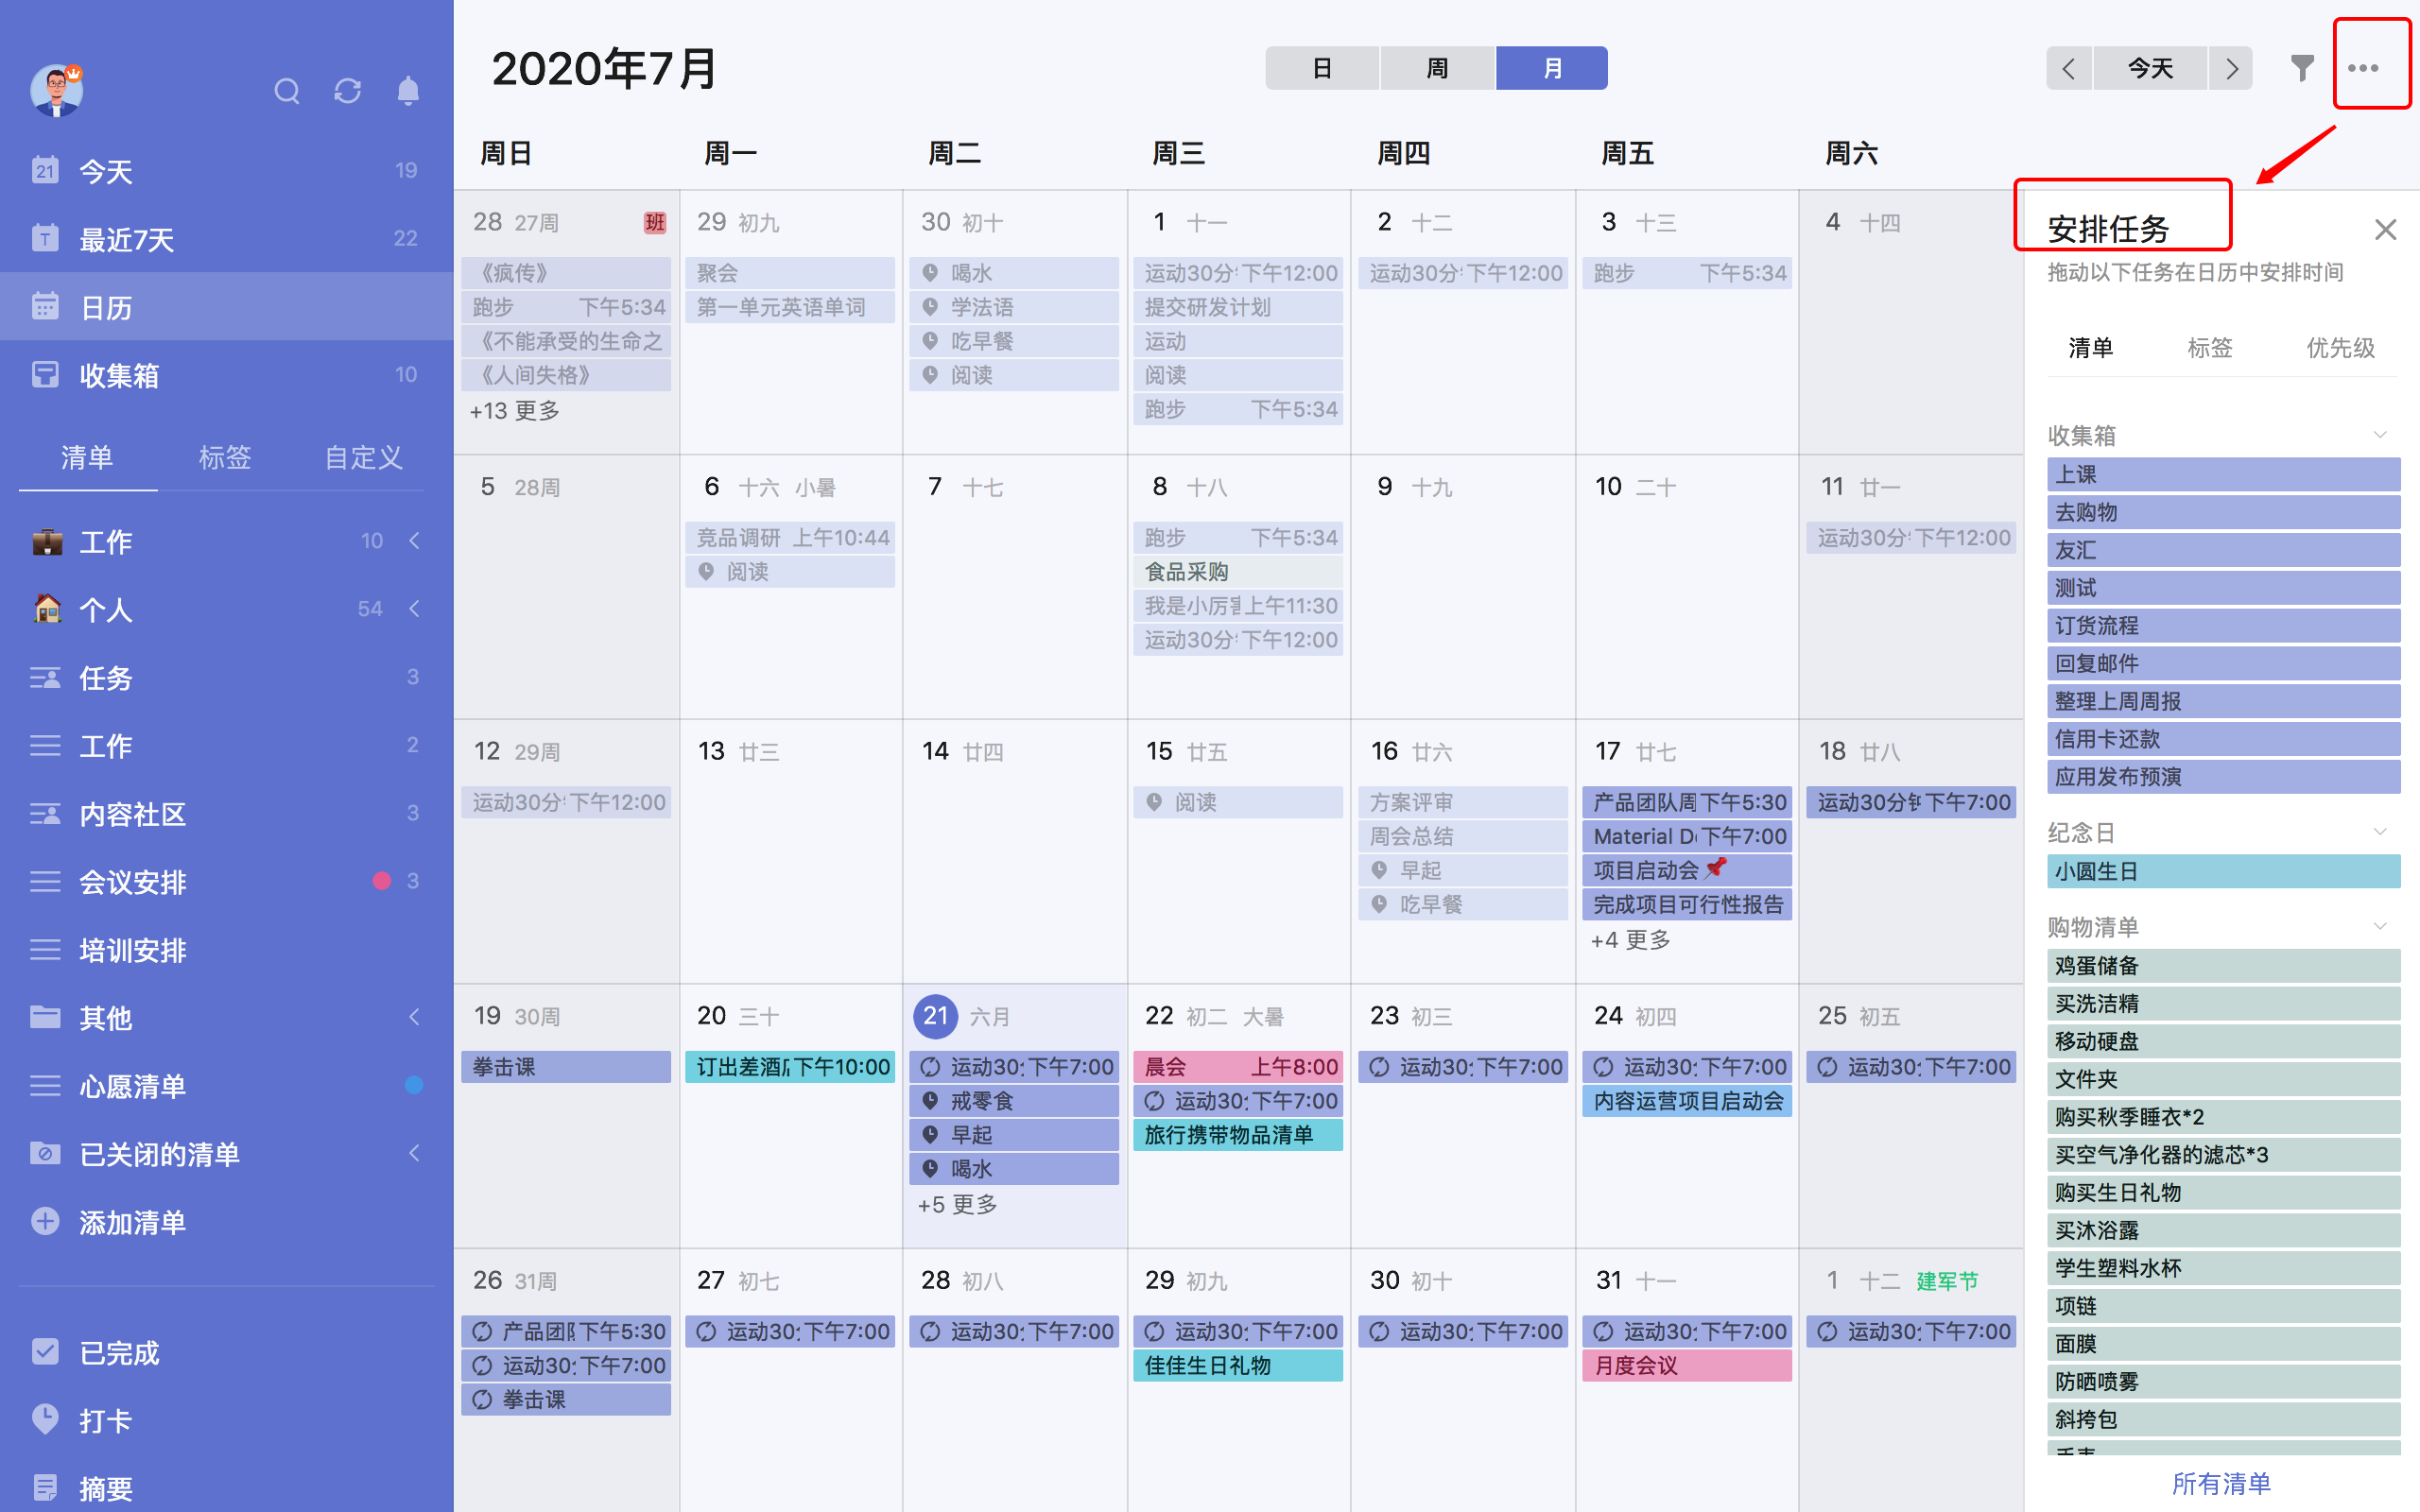 21
今天 19
T
最近7天 22
日历
收集箱 10
清单 标签 自定义
工作 10
个人 54
任务 3
工作 2
内容社区 3
会议安排 3
培训安排
其他
心愿清单
已关闭的清单
添加清单
已完成
打卡
摘要
2020年7月
日 周 月
今天
周日 周一 周二 周三 周四 周五 周六
28 27周 班
《疯传》
跑步 下午5:34
《不能承受的生命之
《人间失格》
+13 更多
29 初九
聚会
第一单元英语单词
30 初十
喝水
学法语
吃早餐
阅读
1 十一
运动30分 下午12:00
提交研发计划
运动
阅读
跑步 下午5:34
2 十二
运动30分 下午12:00
3 十三
跑步 下午5:34
4 十四
5 28周
6 十六 小暑
竞品调研 上午10:44
阅读
7 十七
8 十八
跑步 下午5:34
食品采购
我是小厉害 上午11:30
运动30分 下午12:00
9 十九
10 二十
11 廿一
运动30分 下午12:00
12 29周
运动30分 下午12:00
13 廿三
14 廿四
15 廿五
阅读
16 廿六
方案评审
周会总结
早起
吃早餐
17 廿七
产品团队周 下午5:30
Material D 下午7:00
项目启动会📌
完成项目可行性报告
+4 更多
18 廿八
运动30分钟 下午7:00
19 30周
拳击课
20 三十
订出差酒店 下午10:00
21 六月
运动30 下午7:00
戒零食
早起
喝水
+5 更多
22 初二 大暑
晨会 上午8:00
运动30 下午7:00
旅行携带物品清单
23 初三
运动30 下午7:00
24 初四
运动30 下午7:00
内容运营项目启动会
25 初五
运动30 下午7:00
26 31周
产品团队 下午5:30
运动30 下午7:00
拳击课
27 初七
运动30 下午7:00
28 初八
运动30 下午7:00
29 初九
运动30 下午7:00
佳佳生日礼物
30 初十
运动30 下午7:00
31 十一
运动30 下午7:00
月度会议
1 十二 建军节
运动30 下午7:00
安排任务
拖动以下任务在日历中安排时间
清单 标签 优先级
收集箱
上课
去购物
友汇
测试
订货流程
回复邮件
整理上周周报
信用卡还款
应用发布预演
纪念日
小圆生日
购物清单
鸡蛋储备
买洗洁精
移动硬盘
文件夹
购买秋季睡衣*2
买空气净化器的滤芯*3
购买生日礼物
买沐浴露
学生塑料水杯
项链
面膜
防晒喷雾
斜挎包
所有清单